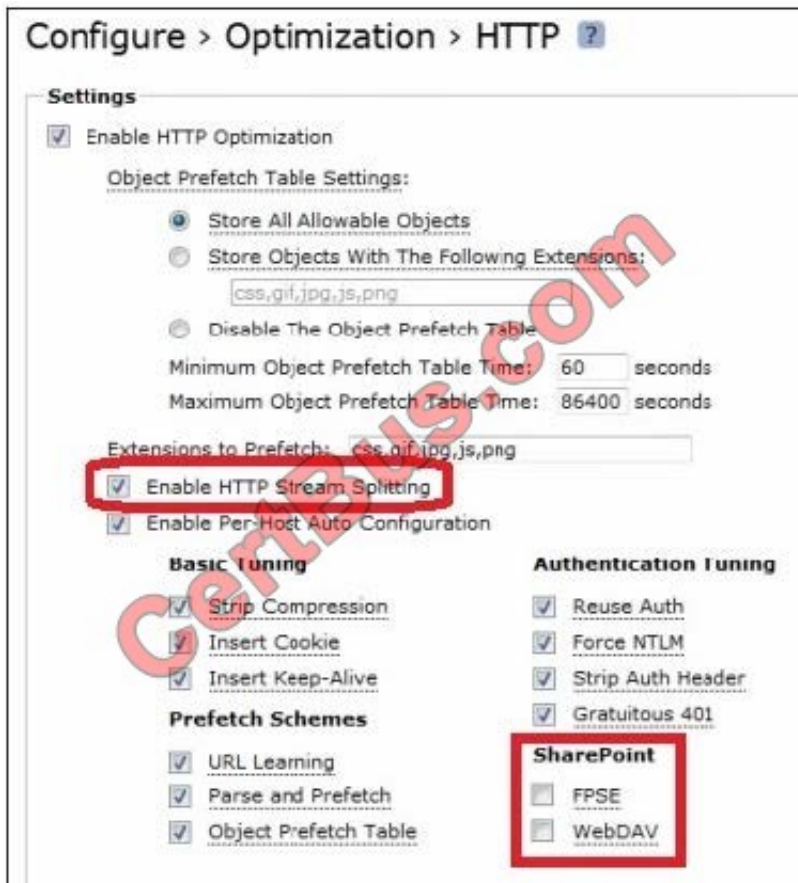 Configure > Optimization > HTTP ?
Settings
Enable HTTP Optimization
Object Prefetch Table Settings:
Store All Allowable Objects
Store Objects With The Following Extensions:
css,gif,jpg,js,png
Disable The Object Prefetch Table
Minimum Object Prefetch Table Time: 60 seconds
Maximum Object Prefetch Table Time: 86400 seconds
Extensions to Prefetch: css,gif,jpg,js,png
Enable HTTP Stream Splitting
Enable Per-Host Auto Configuration
Basic Tuning
Strip Compression
Insert Cookie
Insert Keep-Alive
Prefetch Schemes
URL Learning
Parse and Prefetch
Object Prefetch Table
Authentication Tuning
Reuse Auth
Force NTLM
Strip Auth Header
Gratuitous 401
SharePoint
FPSE
WebDAV
CertBus.com